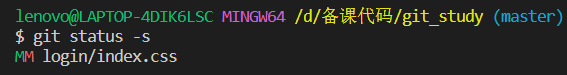 lenovo@LAPTOP-4DIK6LSC MINGW64 /d/备课代码/git_study (master)
$ git status -s
MM login/index.css